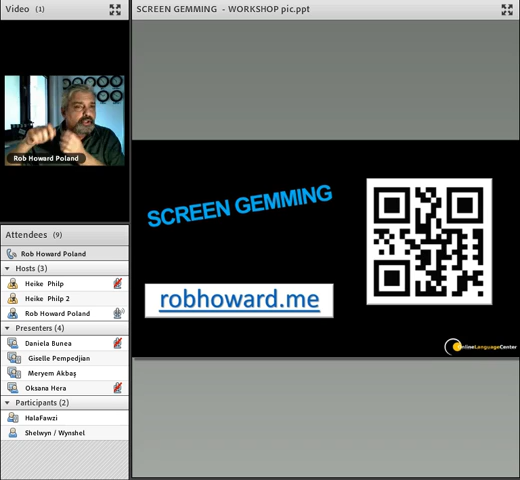 Video (1)
Rob Howard Poland
Attendees (9)
Rob Howard Poland
Hosts (3)
Heike Philp
Heike Philp 2
Rob Howard Poland
Presenters (4)
Daniela Bunea
Giselle Pempedjian
Meryem Akbaş
Oksana Hera
Participants (2)
HalaFawzi
Shelwyn / Wynshel
SCREEN GEMMING - WORKSHOP pic.ppt
SCREEN GEMMING
robhoward.me
OnlineLanguageCenter